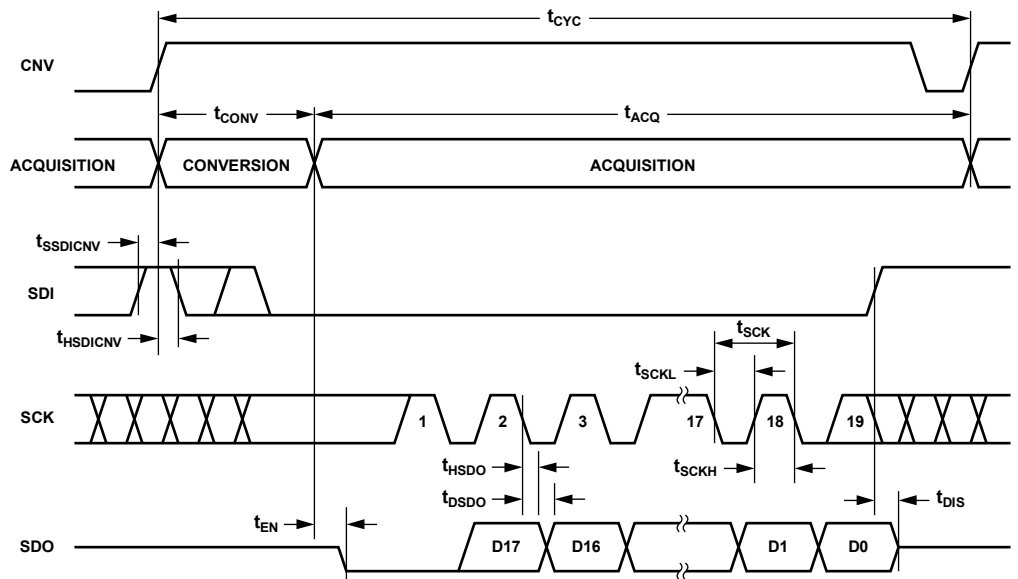 tCYC
CNV
tCONV
tACQ
ACQUISITION
CONVERSION
ACQUISITION
tSSDICNV
SDI
tHSDICNV
tSCK
tSCKL
SCK
1
2
3
17
18
19
tHSDO
tSCKH
tDSDO
tDIS
tEN
SDO
D17
D16
D1
D0